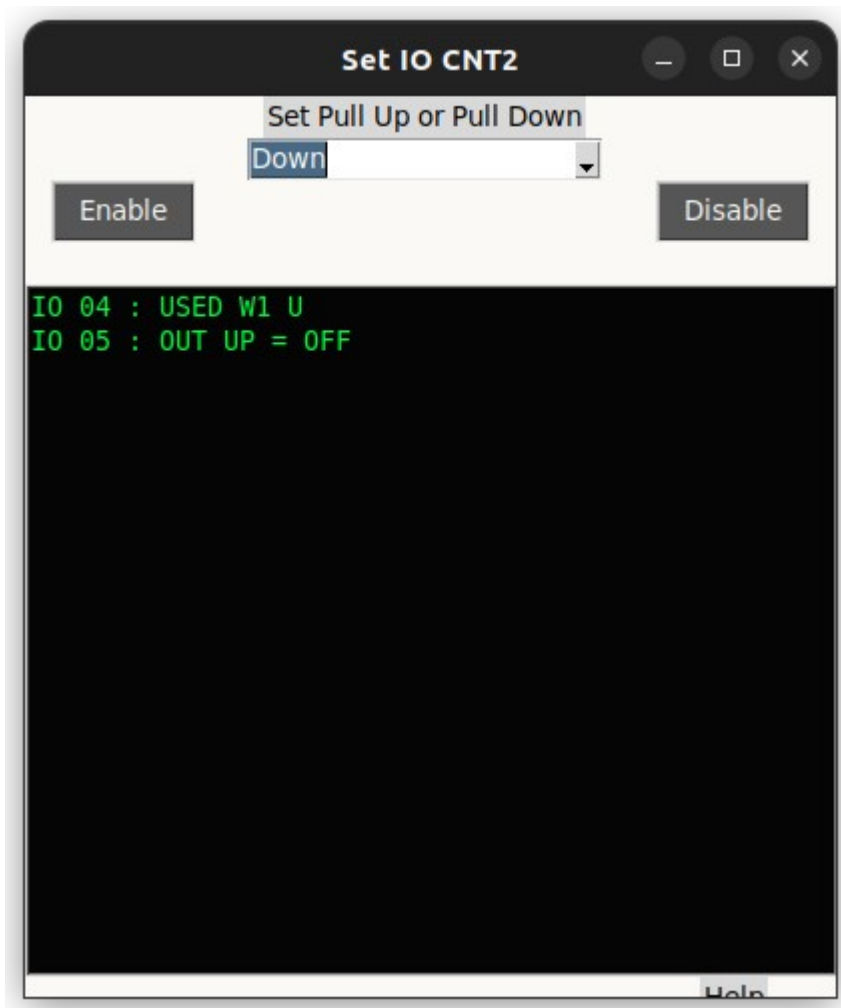 Set IO CNT2
Set Pull Up or Pull Down
Down
Enable
Disable
IO 04 : USED W1 U
IO 05 : OUT UP = OFF
Help